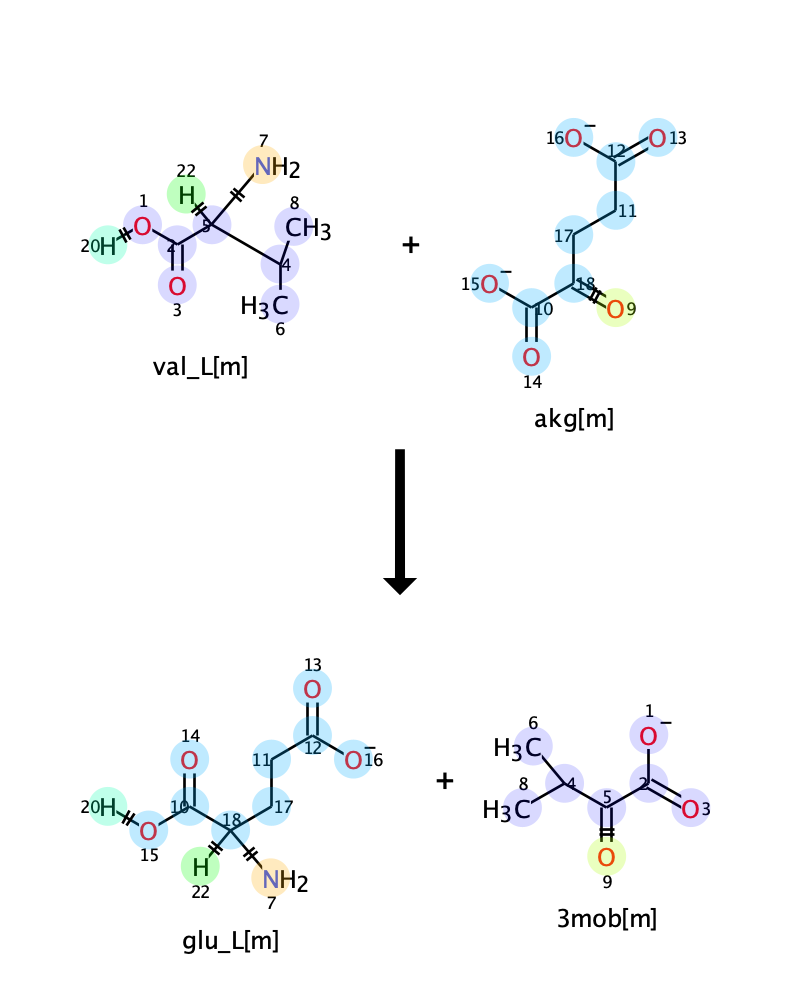 7
22
NH2
H
8
1
CH3
O
5
20H
2
4
O
H3C
3
6
val_L[m]
+
16O−
O13
12
11
17
15O−
18
O9
10
O
14
akg[m]
13
O
14
12
O
11
O−16
20H
10
17
18
O
15
H
NH2
22
7
glu_L[m]
+
1
6
O−
H3C
8
4
5
2
H3C
O3
O
9
3mob[m]